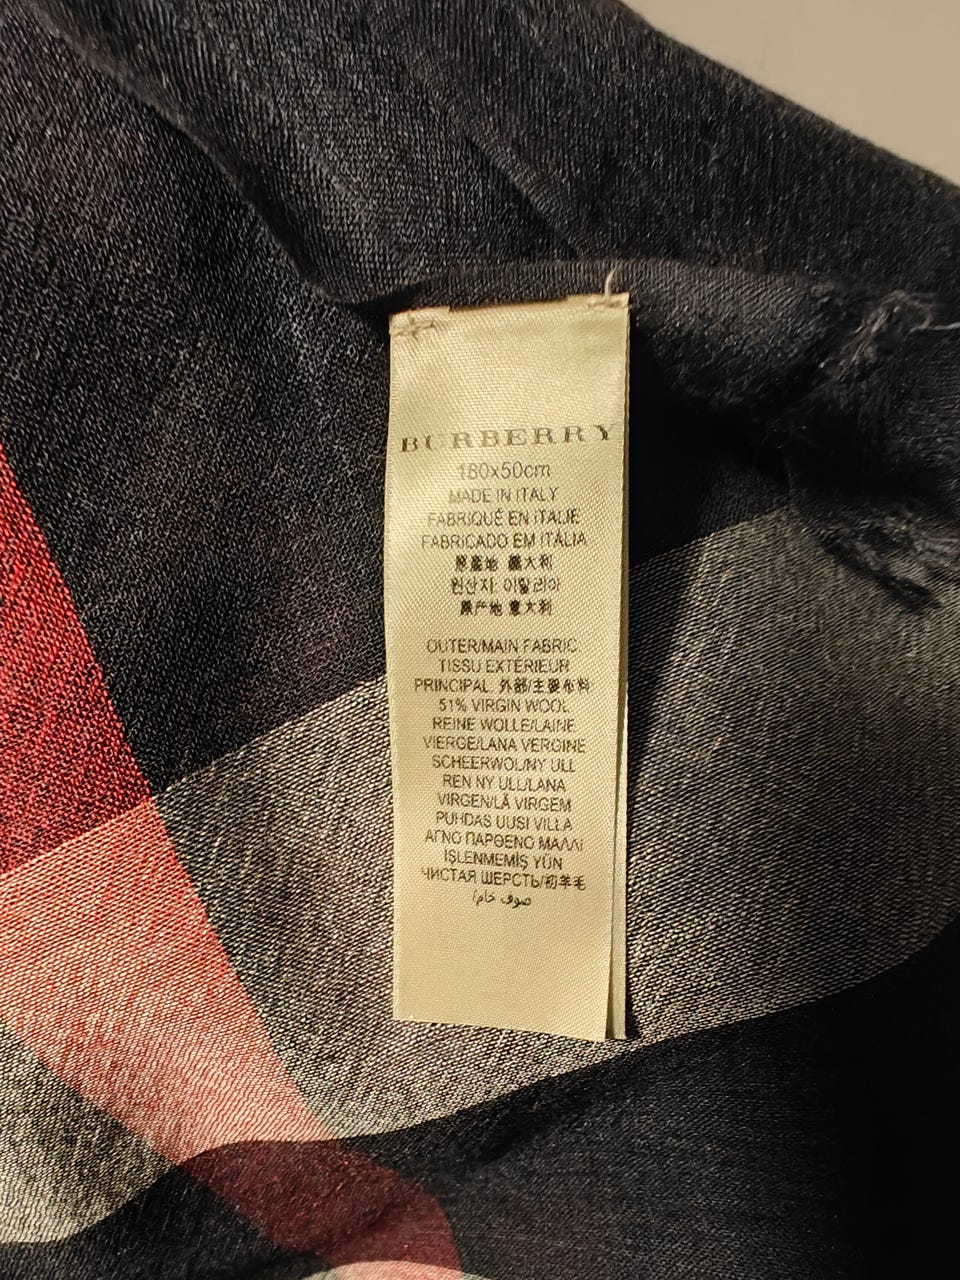 BURBERRY
180x50cm
MADE IN ITALY
FABRIQUÉ EN ITALIE
FABRICADO EM ITÁLIA
原產地 義大利
원산지: 이탈리아
原产地 意大利
OUTER/MAIN FABRIC
TISSU EXTÉRIEUR
PRINCIPAL 外部/主要布料
51% VIRGIN WOOL
REINE WOLLE/LAINE
VIERGE/LANA VERGINE
SCHEERWOL/NY ULL
REN NY ULL/LANA
VIRGEN/LÃ VIRGEM
PUHDAS UUSI VILLA
ΑΓΝΟ ΠΑΡΘΕΝΟ ΜΑΛΛΙ
İŞLENMEMİŞ YÜN
ЧИСТАЯ ШЕРСТЬ/初羊毛
صوف خام/